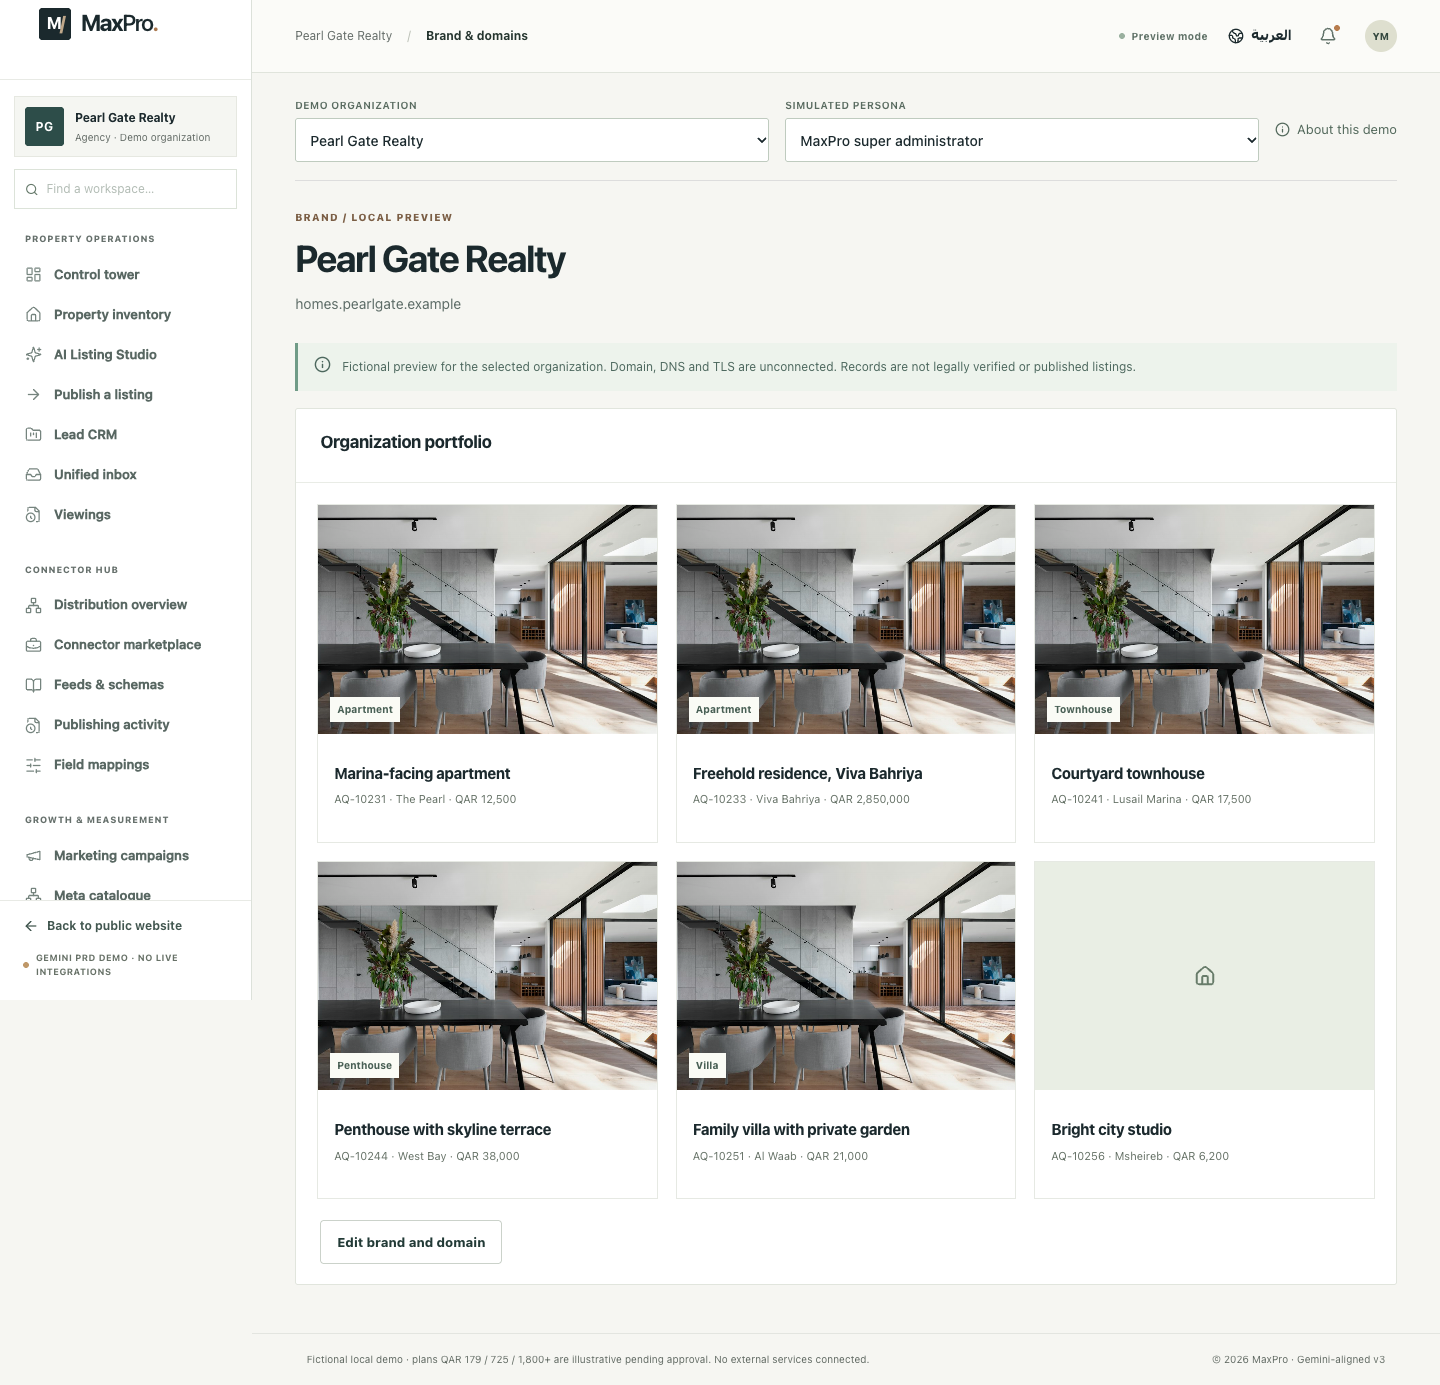 M/ MaxPro.
PG
Pearl Gate Realty
Agency · Demo organization
Find a workspace...
PROPERTY OPERATIONS
Control tower
Property inventory
AI Listing Studio
Publish a listing
Lead CRM
Unified inbox
Viewings
CONNECTOR HUB
Distribution overview
Connector marketplace
Feeds & schemas
Publishing activity
Field mappings
GROWTH & MEASUREMENT
Marketing campaigns
Meta catalogue
Back to public website
GEMINI PRD DEMO · NO LIVE
INTEGRATIONS
Pearl Gate Realty / Brand & domains
Preview mode
العربية
YM
DEMO ORGANIZATION
Pearl Gate Realty
SIMULATED PERSONA
MaxPro super administrator
About this demo
BRAND / LOCAL PREVIEW
Pearl Gate Realty
homes.pearlgate.example
Fictional preview for the selected organization. Domain, DNS and TLS are unconnected. Records are not legally verified or published listings.
Organization portfolio
Apartment
Marina-facing apartment
AQ-10231 · The Pearl · QAR 12,500
Apartment
Freehold residence, Viva Bahriya
AQ-10233 · Viva Bahriya · QAR 2,850,000
Townhouse
Courtyard townhouse
AQ-10241 · Lusail Marina · QAR 17,500
Penthouse
Penthouse with skyline terrace
AQ-10244 · West Bay · QAR 38,000
Villa
Family villa with private garden
AQ-10251 · Al Waab · QAR 21,000
Bright city studio
AQ-10256 · Msheireb · QAR 6,200
Edit brand and domain
Fictional local demo · plans QAR 179 / 725 / 1,800+ are illustrative pending approval. No external services connected.
© 2026 MaxPro · Gemini-aligned v3